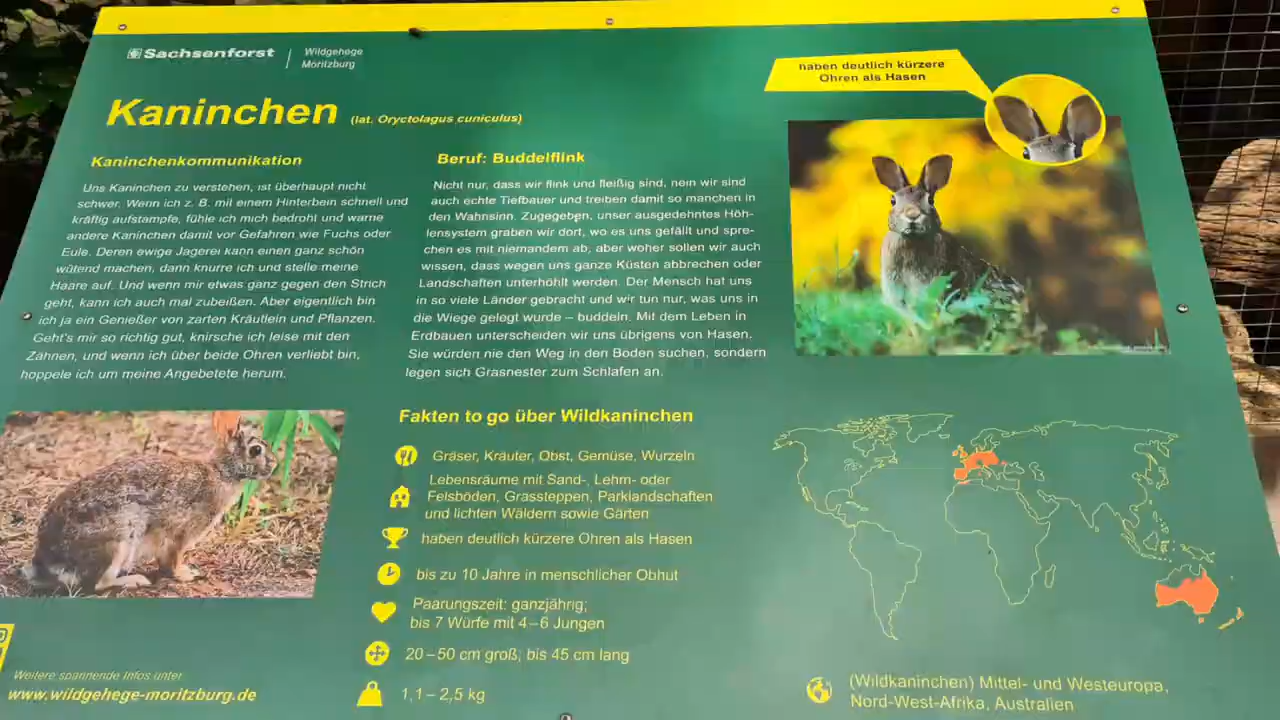 Sachsenforst
Wildgehege
Moritzburg
haben deutlich kürzere
Ohren als Hasen
Kaninchen (lat. Oryctolagus cuniculus)
Kaninchenkommunikation
Uns Kaninchen zu verstehen, ist überhaupt nicht
schwer. Wenn ich z. B. mit einem Hinterbein schnell und
kräftig aufstampfe, fühle ich mich bedroht und warne
andere Kaninchen damit vor Gefahren wie Fuchs oder
Eule. Deren ewige Jagerei kann einen ganz schön
wütend machen, dann knurre ich und stelle meine
Haare auf. Und wenn mir etwas ganz gegen den Strich
geht, kann ich auch mal zubeißen. Aber eigentlich bin
ich ja ein Genießer von zarten Kräutlein und Pflanzen.
Geht's mir so richtig gut, knirsche ich leise mit den
Zähnen, und wenn ich über beide Ohren verliebt bin,
hoppele ich um meine Angebetete herum.
Beruf: Buddelflink
Nicht nur, dass wir flink und fleißig sind, nein wir sind
auch echte Tiefbauer und treiben damit so manchen in
den Wahnsinn. Zugegeben, unser ausgedehntes Höh-
lensystem graben wir dort, wo es uns gefällt und spre-
chen es mit niemandem ab, aber woher sollen wir auch
wissen, dass wegen uns ganze Küsten abbrechen oder
Landschaften unterhöhlt werden. Der Mensch hat uns
in so viele Länder gebracht und wir tun nur, was uns in
die Wiege gelegt wurde – buddeln. Mit dem Leben in
Erdbauen unterscheiden wir uns übrigens von Hasen.
Sie würden nie den Weg in den Boden suchen, sondern
legen sich Grasnester zum Schlafen an.
Fakten to go über Wildkaninchen
Gräser, Kräuter, Obst, Gemüse, Wurzeln
Lebensräume mit Sand-, Lehm- oder
Felsböden, Grassteppen, Parklandschaften
und lichten Wäldern sowie Gärten
haben deutlich kürzere Ohren als Hasen
bis zu 10 Jahre in menschlicher Obhut
Paarungszeit: ganzjährig;
bis 7 Würfe mit 4–6 Jungen
20–50 cm groß; bis 45 cm lang
1,1–2,5 kg
Weitere spannende Infos unter
www.wildgehege-moritzburg.de
(Wildkaninchen) Mittel- und Westeuropa,
Nord-West-Afrika, Australien